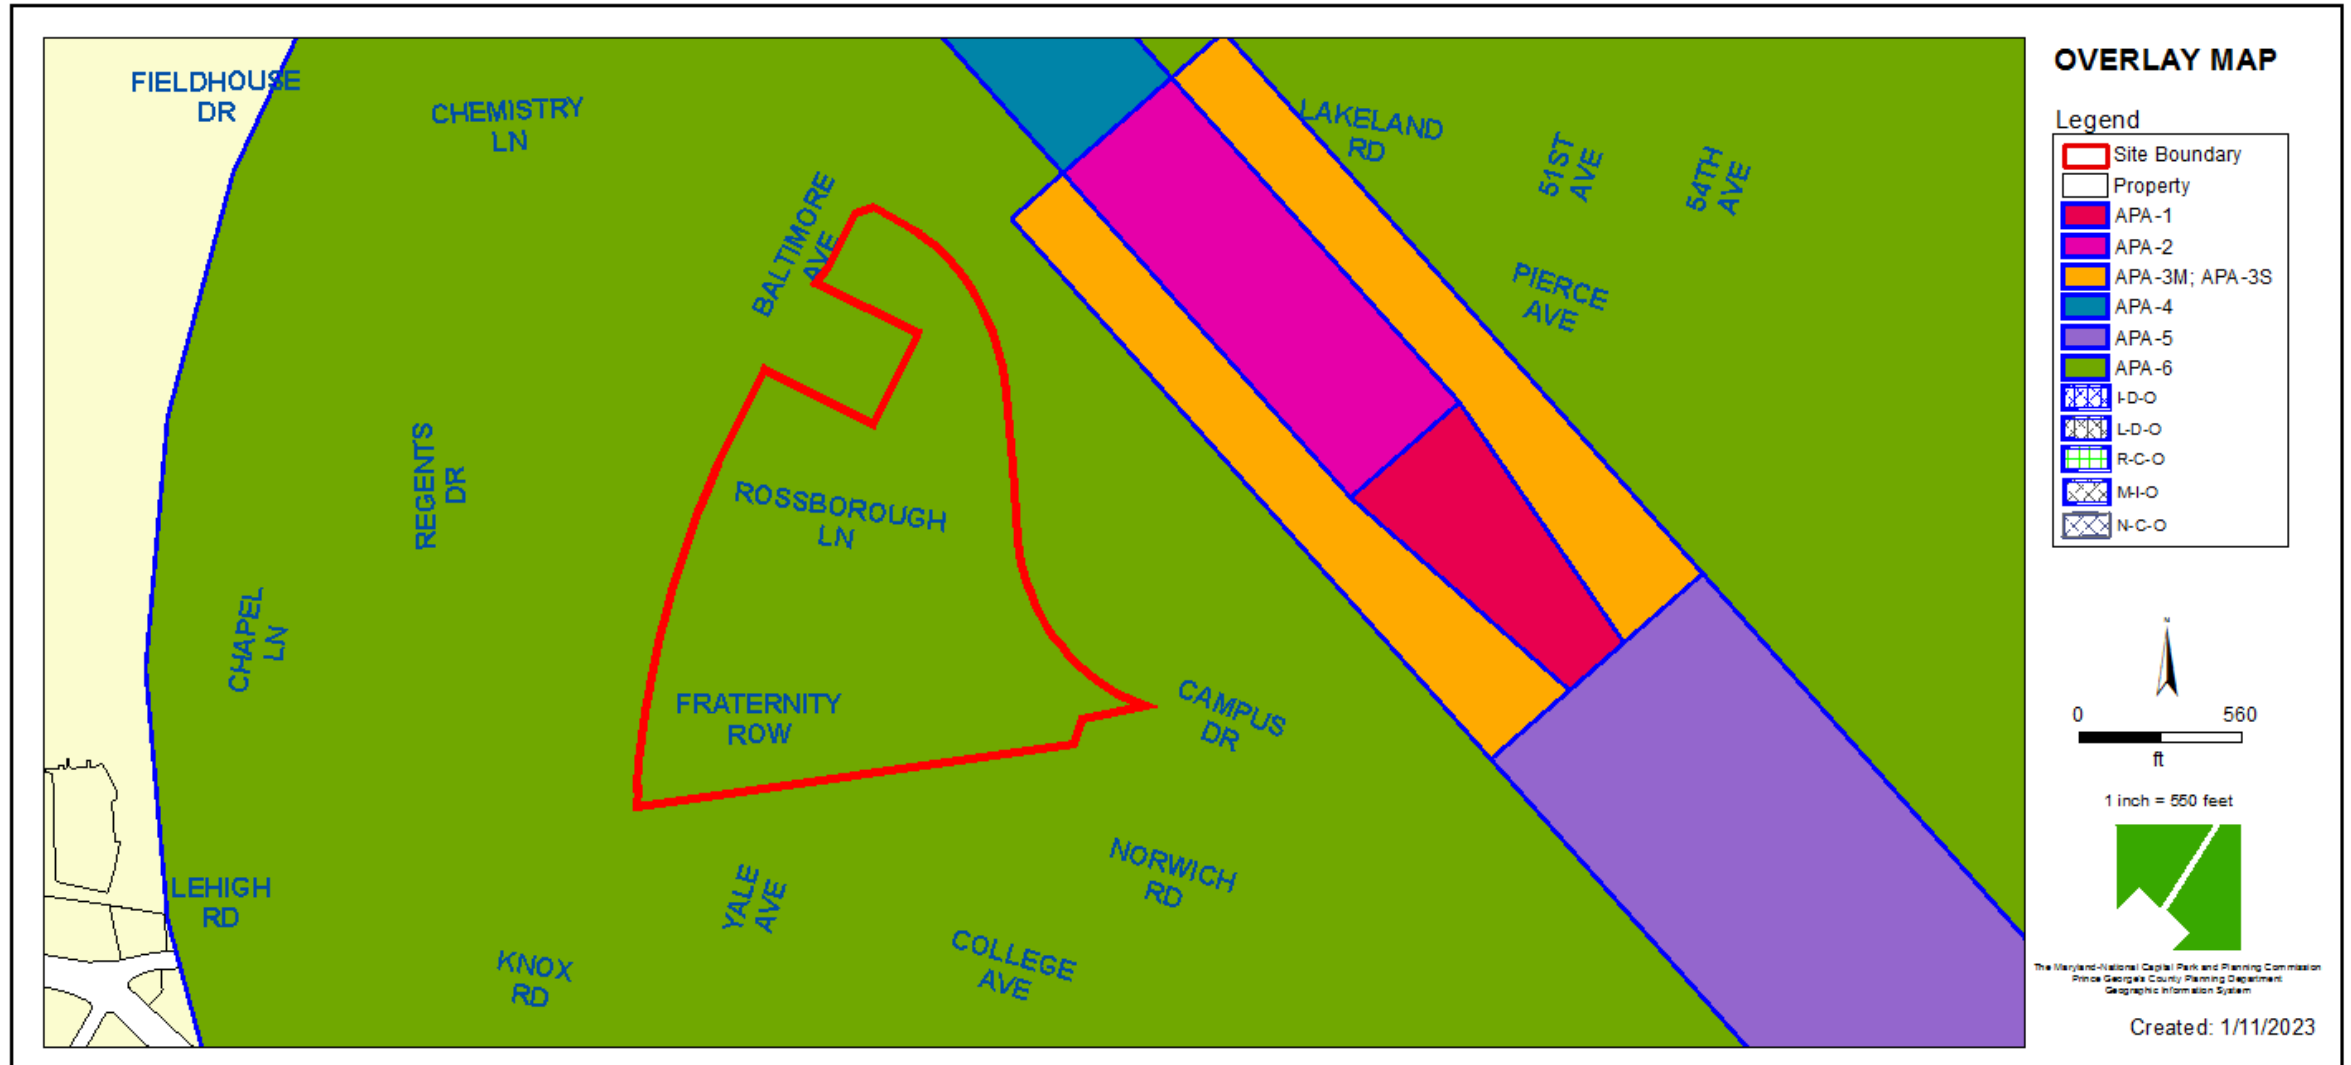 FIELDHOUSE
DR
CHEMISTRY
LN
BALTIMORE
AVE
LAKELAND
RD
51ST
AVE
54TH
AVE
PIERCE
AVE
REGENTS
DR
ROSSBOROUGH
LN
CHAPEL
LN
FRATERNITY
ROW
CAMPUS
DR
LEHIGH
RD
YALE
AVE
NORWICH
RD
KNOX
RD
COLLEGE
AVE
OVERLAY MAP
Legend
Site Boundary
Property
APA-1
APA-2
APA-3M; APA-3S
APA-4
APA-5
APA-6
I-D-O
L-D-O
R-C-O
M-I-O
N-C-O
N
0 560
ft
1 inch = 550 feet
The Maryland-National Capital Park and Planning Commission
Prince George's County Planning Department
Geographic Information System
Created: 1/11/2023